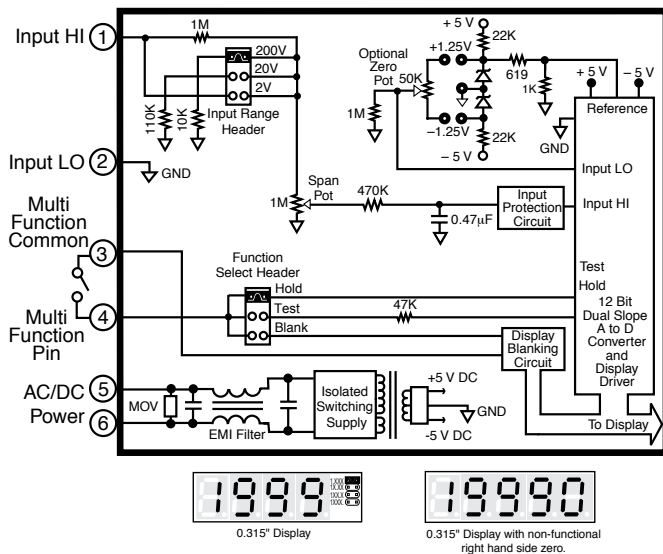 Input HI 1
1M
200V
20V
2V
110K
10K
Input Range
Header
Input LO 2
GND
Optional
Zero
Pot
50K
1M
+ 5 V
22K
+1.25V
–1.25V
22K
– 5 V
619
1K
+ 5 V
– 5 V
Reference
GND
Input LO
1M
Span
Pot
470K
0.47µF
Input
Protection
Circuit
Input HI
Multi
Function
Common
3
Multi
Function
Pin
4
Function
Select Header
Hold
Test
Blank
47K
Test
Hold
12 Bit
Dual Slope
A to D
Converter
and
Display
Driver
Display
Blanking
Circuit
To Display
AC/DC
Power
5
6
MOV
EMI Filter
Isolated
Switching
Supply
+5 V DC
GND
-5 V DC
1999
0.315" Display
19990
0.315" Display with non-functional
right hand side zero.